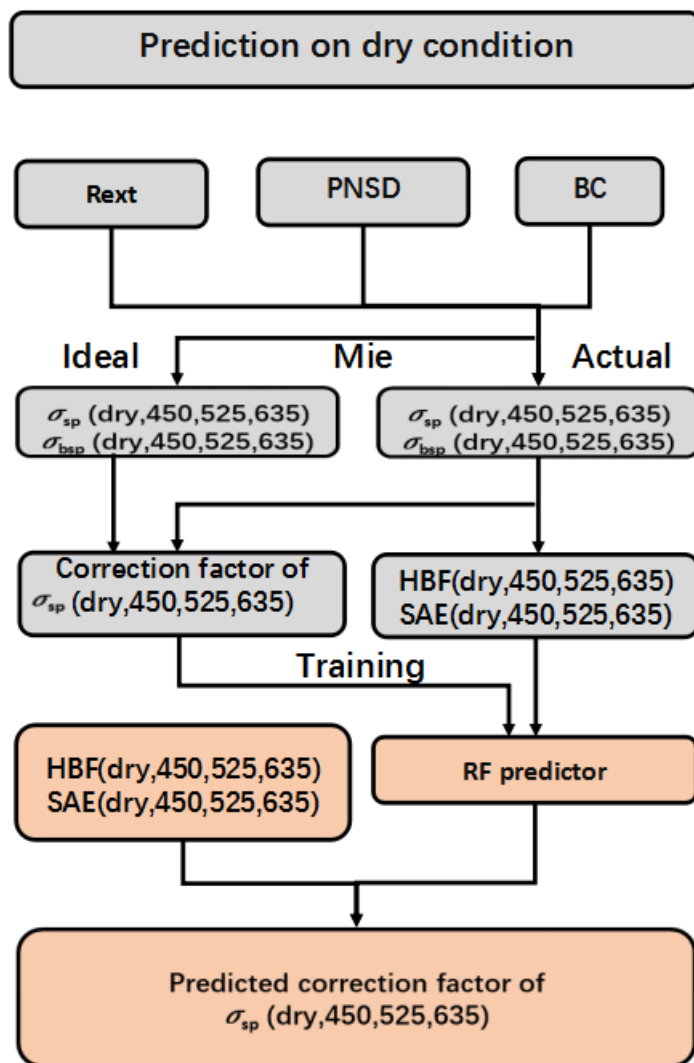 Prediction on dry condition
Rext
PNSD
BC
Ideal
Mie
Actual
σsp (dry,450,525,635)
σbsp (dry,450,525,635)
σsp (dry,450,525,635)
σbsp (dry,450,525,635)
Correction factor of
σsp (dry,450,525,635)
HBF(dry,450,525,635)
SAE(dry,450,525,635)
Training
HBF(dry,450,525,635)
SAE(dry,450,525,635)
RF predictor
Predicted correction factor of
σsp (dry,450,525,635)